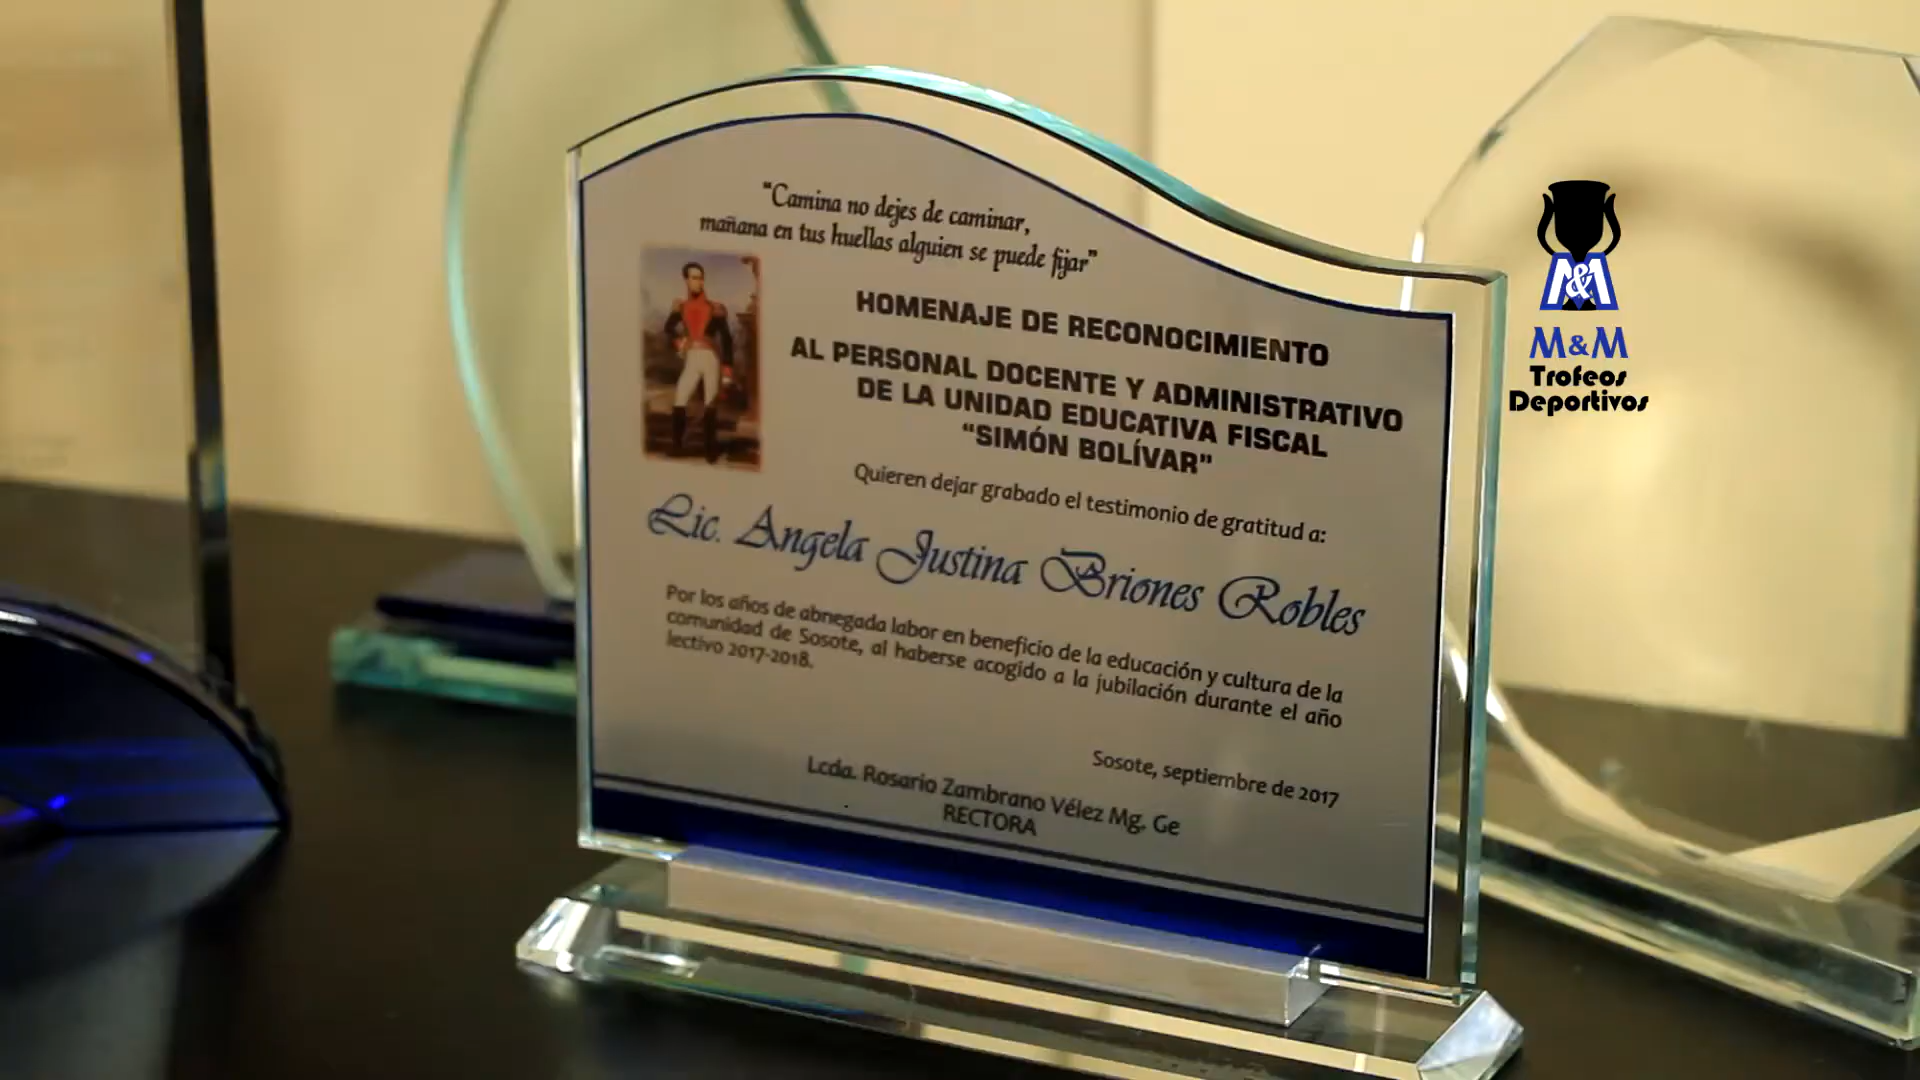 "Camina no dejes de caminar,
mañana en tus huellas alguien se puede fijar"
HOMENAJE DE RECONOCIMIENTO
AL PERSONAL DOCENTE Y ADMINISTRATIVO
DE LA UNIDAD EDUCATIVA FISCAL
"SIMÓN BOLÍVAR"
Quieren dejar grabado el testimonio de gratitud a:
Lic. Angela Justina Briones Robles
Por los años de abnegada labor en beneficio de la educación y cultura de la
comunidad de Sosote, al haberse acogido a la jubilación durante el año
lectivo 2017-2018.
Sosote, septiembre de 2017
Lcda. Rosario Zambrano Vélez Mg. Ge
RECTORA
M&M
M&M
Trofeos
Deportivos